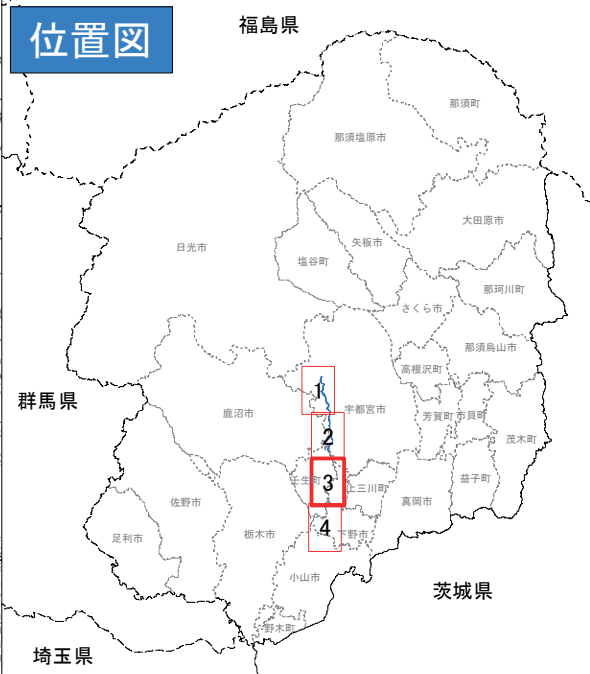 位置図
福島県
那須町
那須塩原市
大田原市
日光市
矢板市
塩谷町
那珂川町
さくら市
那須烏山市
高根沢町
1
群馬県
鹿沼市
宇都宮市
芳賀町
市貝町
茂木町
2
壬生町
3
上三川町
益子町
真岡市
佐野市
4
栃木市
下野市
足利市
小山市
茨城県
野木町
埼玉県